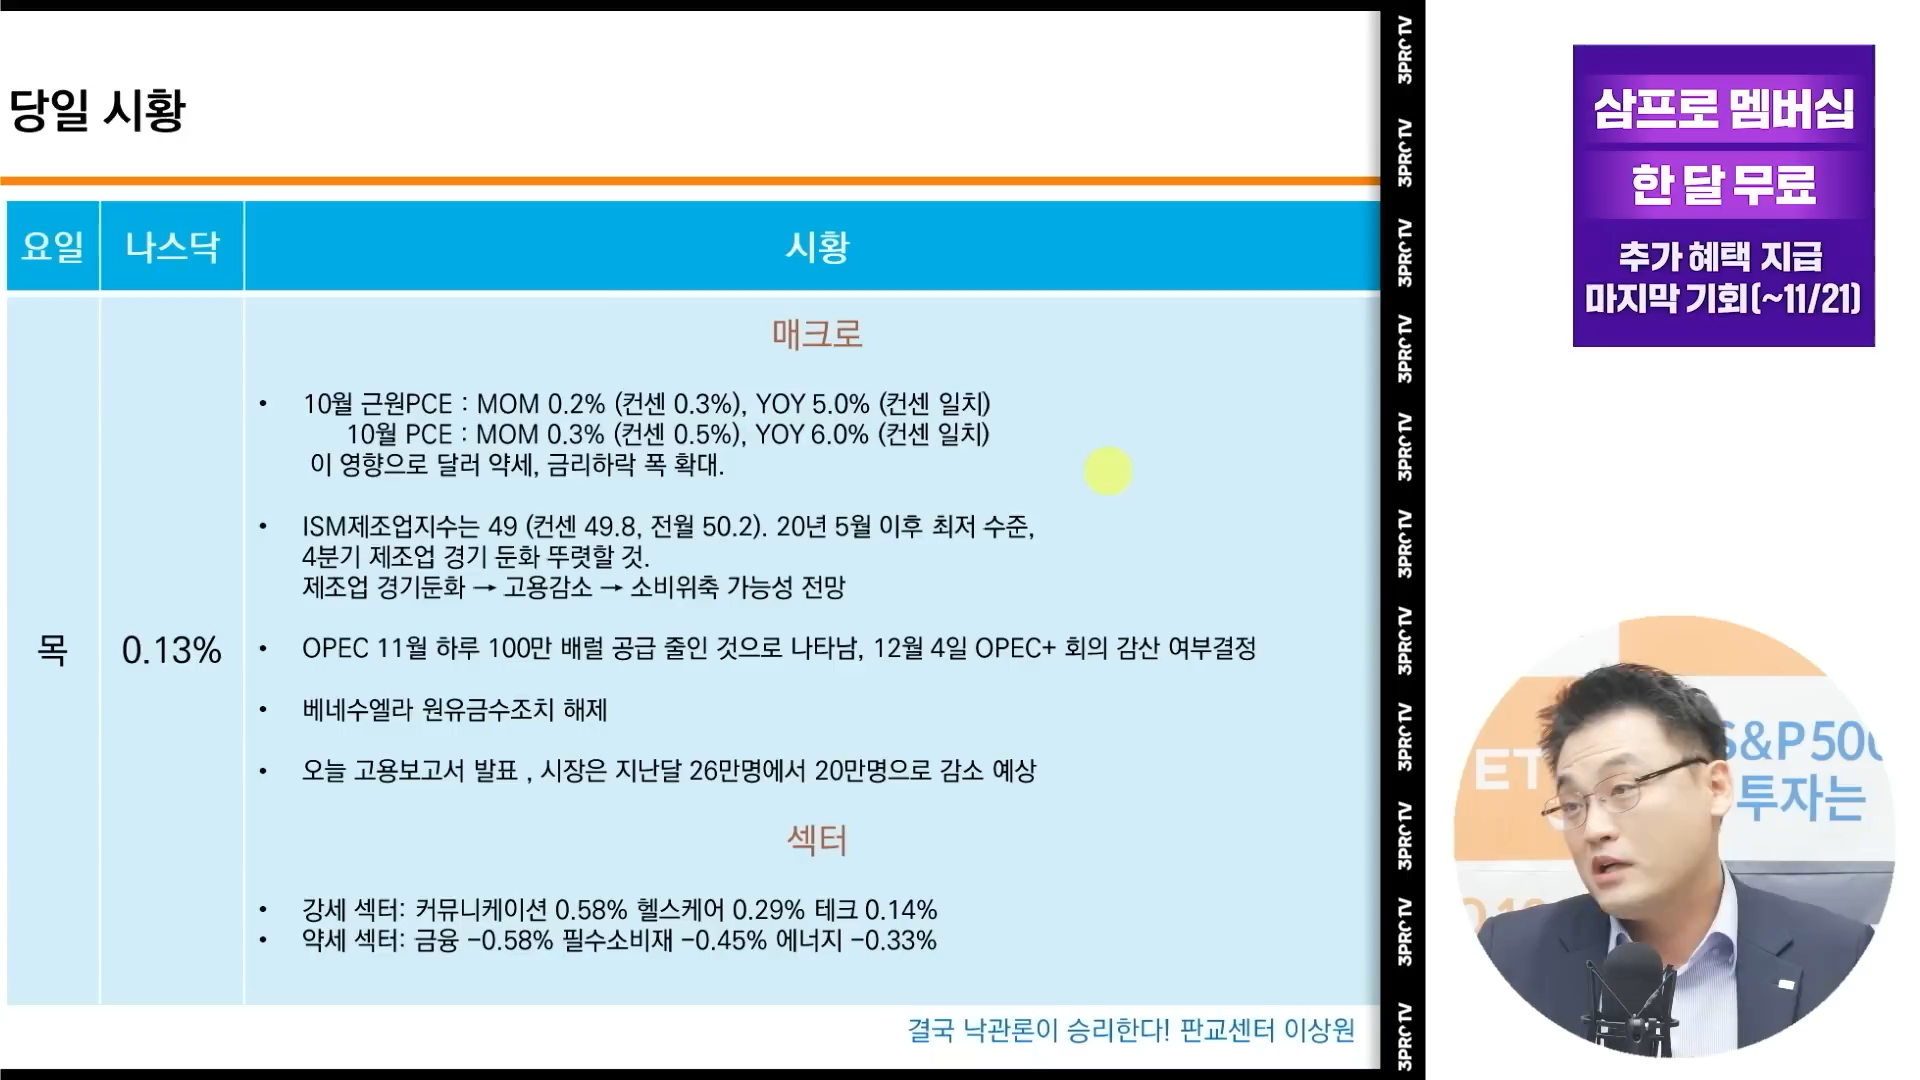 당일 시황
요일 나스닥 시황
매크로
• 10월 근원PCE : MOM 0.2% (컨센 0.3%), YOY 5.0% (컨센 일치)
10월 PCE : MOM 0.3% (컨센 0.5%), YOY 6.0% (컨센 일치)
이 영향으로 달러 약세, 금리하락 폭 확대.
• ISM제조업지수는 49 (컨센 49.8, 전월 50.2). 20년 5월 이후 최저 수준,
4분기 제조업 경기 둔화 뚜렷할 것.
제조업 경기둔화 → 고용감소 → 소비위축 가능성 전망
목 0.13%
• OPEC 11월 하루 100만 배럴 공급 줄인 것으로 나타남, 12월 4일 OPEC+ 회의 감산 여부결정
• 베네수엘라 원유금수조치 해제
• 오늘 고용보고서 발표 , 시장은 지난달 26만명에서 20만명으로 감소 예상
섹터
• 강세 섹터: 커뮤니케이션 0.58% 헬스케어 0.29% 테크 0.14%
• 약세 섹터: 금융 -0.58% 필수소비재 -0.45% 에너지 -0.33%
결국 낙관론이 승리한다! 판교센터 이상원
3PROTV
3PROTV
3PROTV
3PROTV
3PROTV
3PROTV
3PROTV
3PROTV
3PROTV
3PROTV
3PROTV
삼프로 멤버십
한 달 무료
추가 혜택 지급
마지막 기회(~11/21)
S&P500
ET
투자는